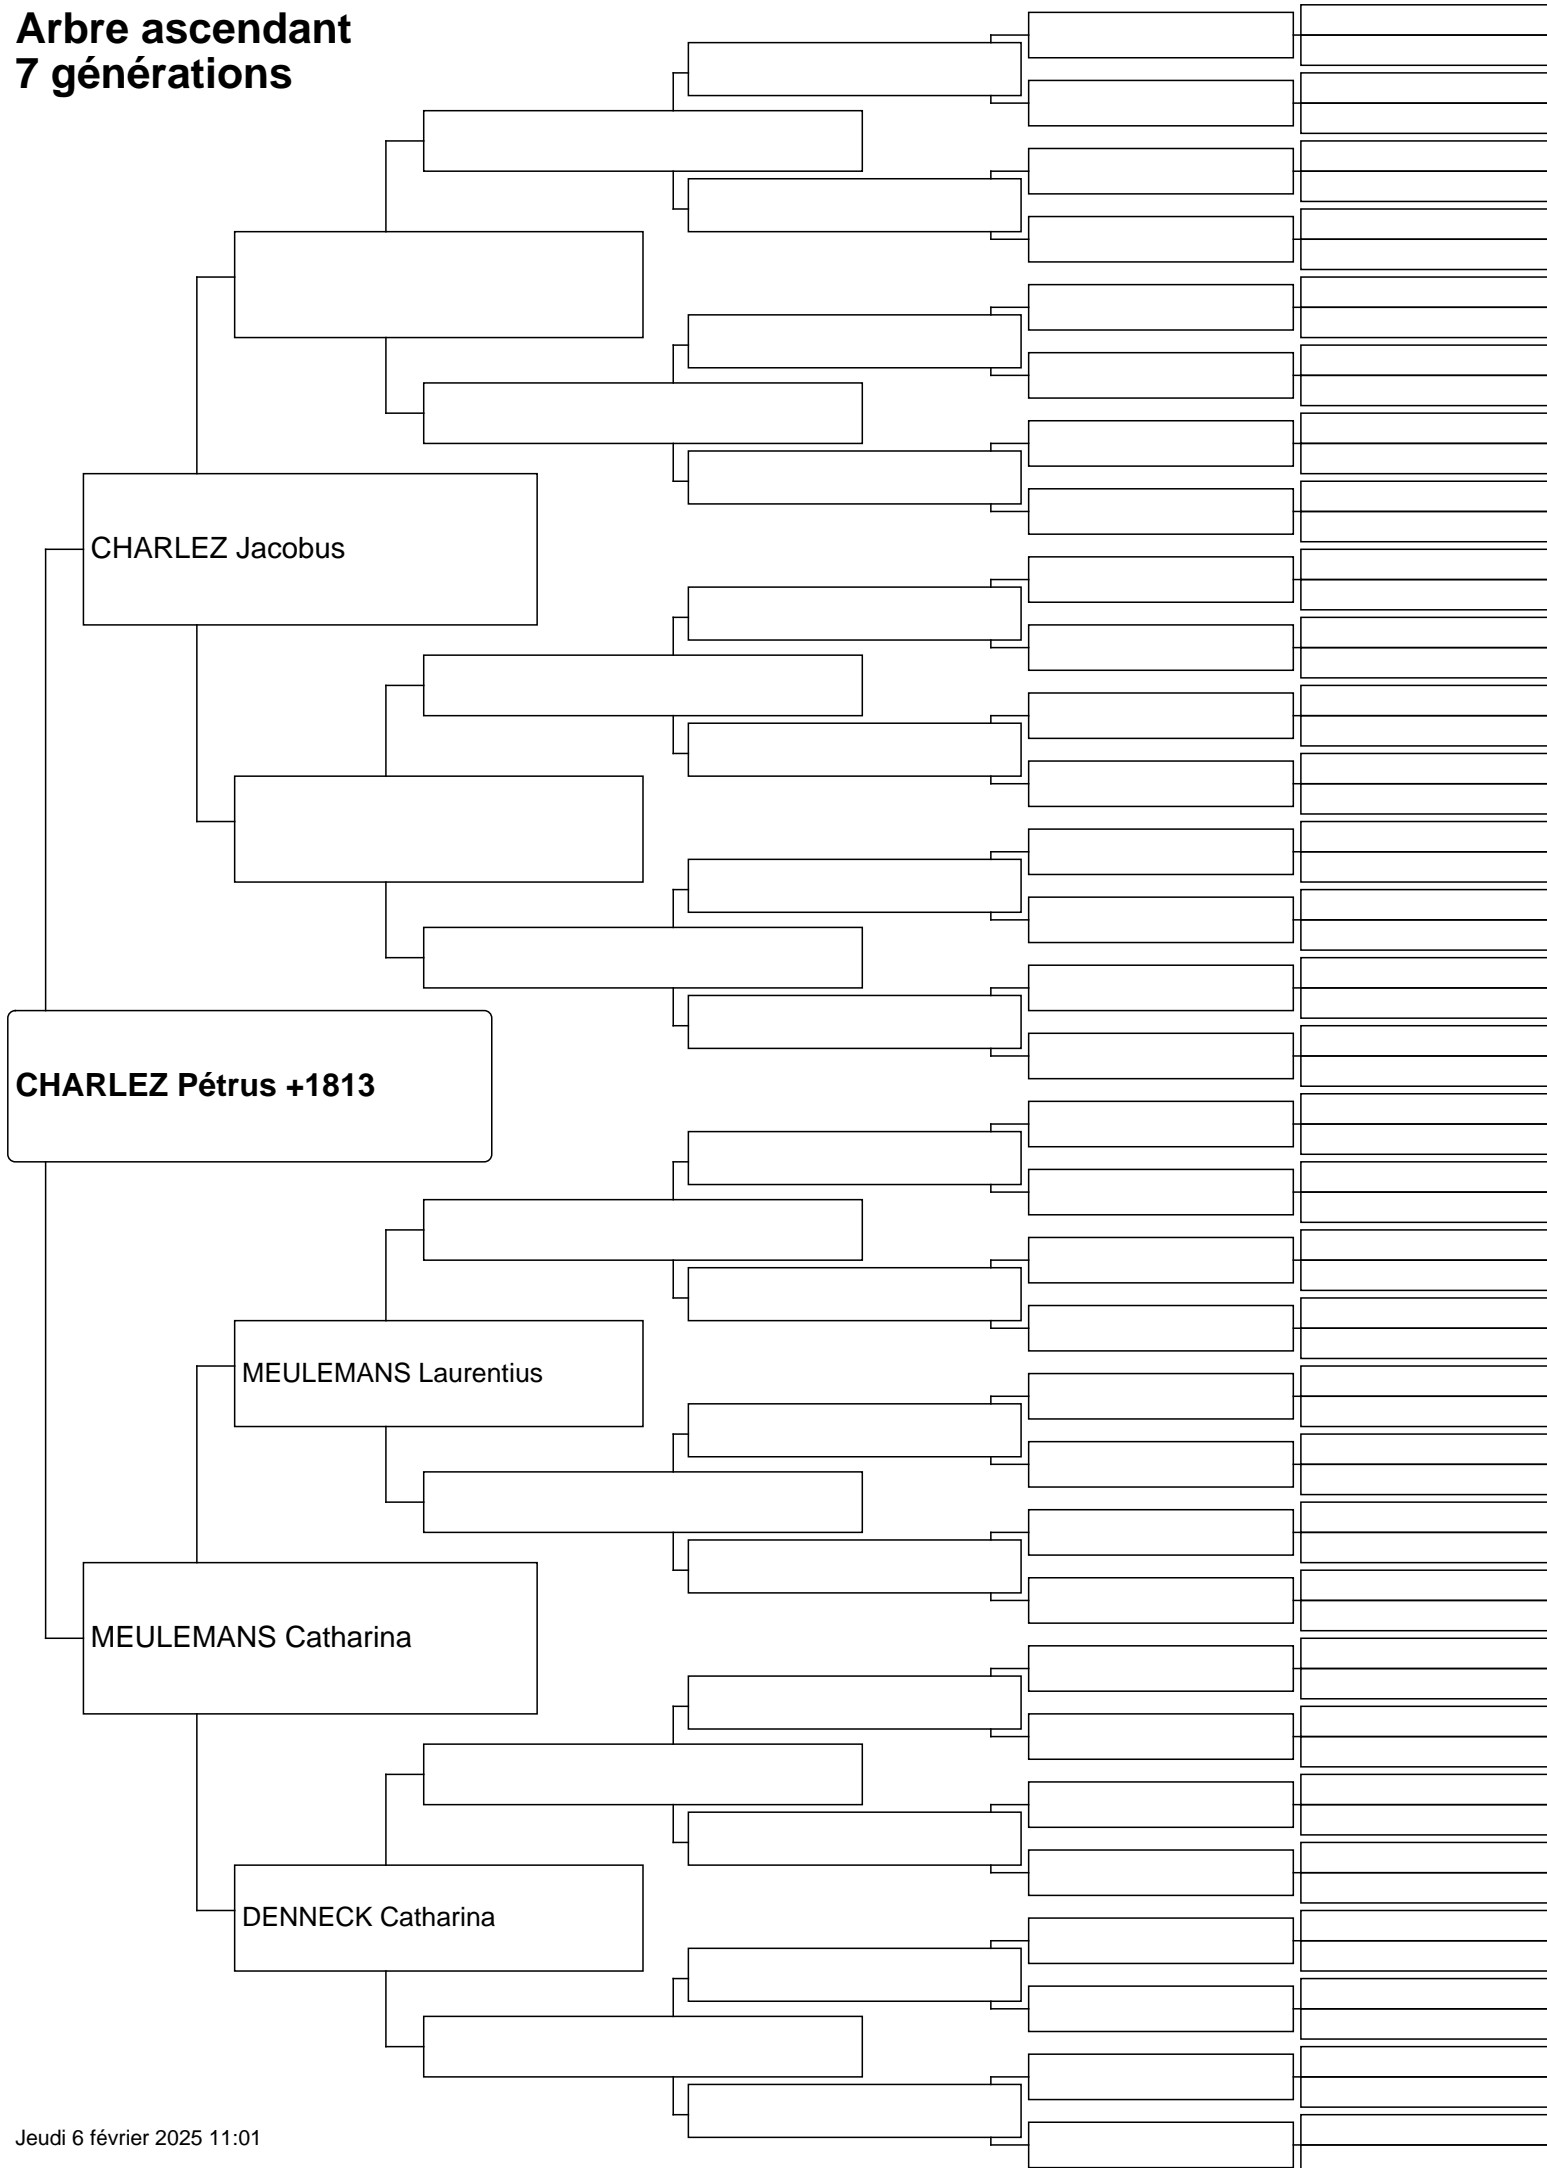 Arbre ascendant
7 générations
CHARLEZ Jacobus
CHARLEZ Pétrus +1813
MEULEMANS Laurentius
MEULEMANS Catharina
DENNECK Catharina
Jeudi 6 février 2025 11:01